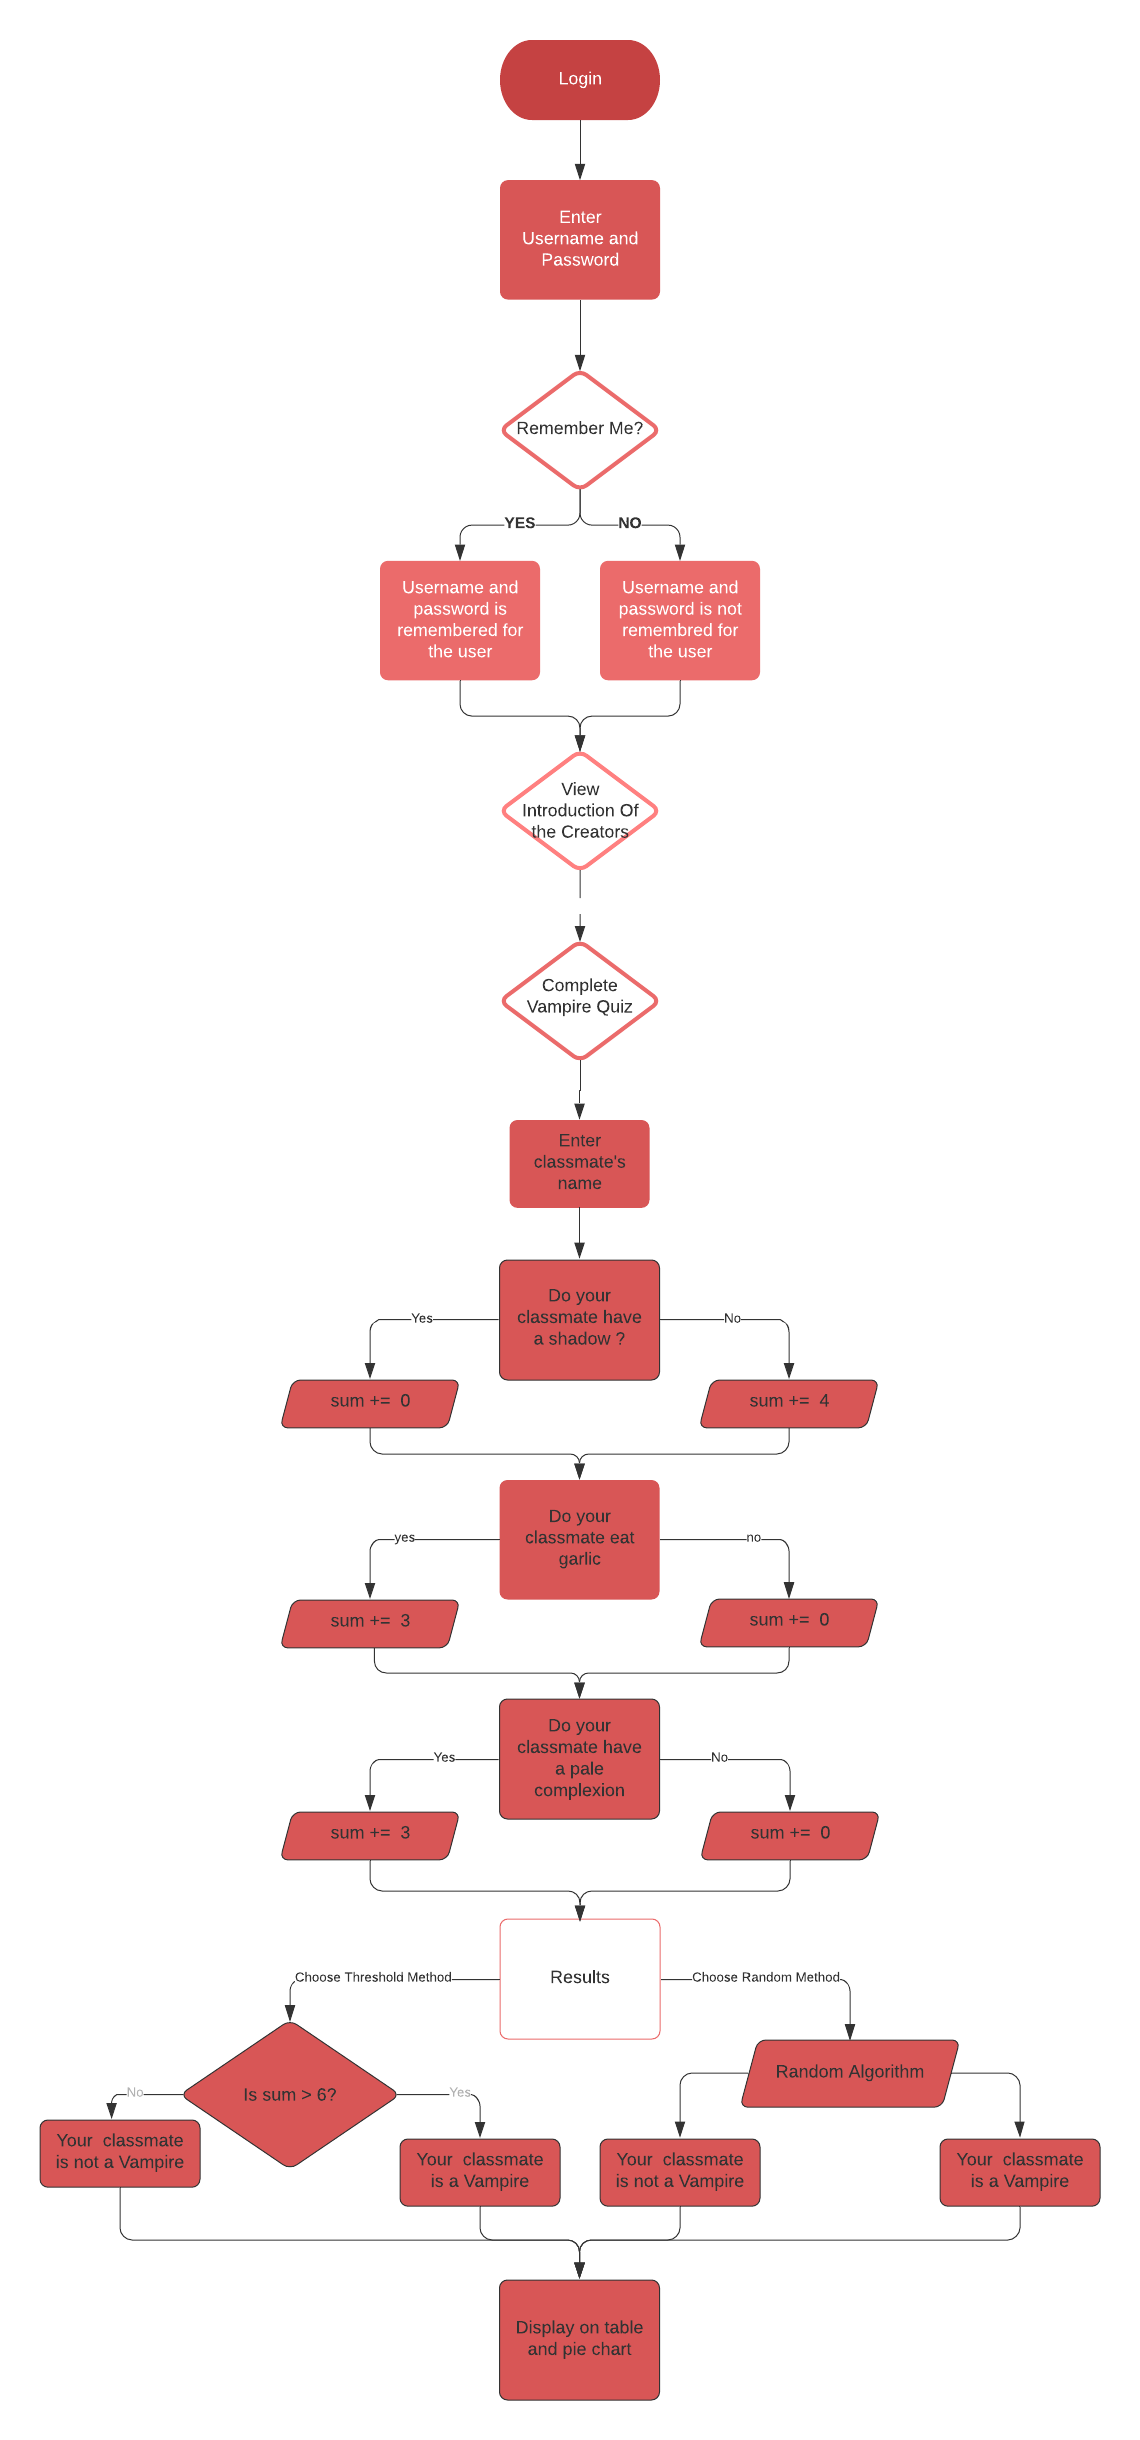 Login
Enter
Username and
Password
Remember Me?
YES
NO
Username and
password is
remembered for
the user
Username and
password is not
remembred for
the user
View
Introduction Of
the Creators
Complete
Vampire Quiz
Enter
classmate's
name
Do your
classmate have
a shadow ?
Yes
No
sum += 0
sum += 4
Do your
classmate eat
garlic
yes
no
sum += 3
sum += 0
Do your
classmate have
a pale
complexion
Yes
No
sum += 3
sum += 0
Results
Choose Threshold Method
Choose Random Method
Is sum > 6?
No
Yes
Random Algorithm
Your classmate
is not a Vampire
Your classmate
is a Vampire
Your classmate
is not a Vampire
Your classmate
is a Vampire
Display on table
and pie chart